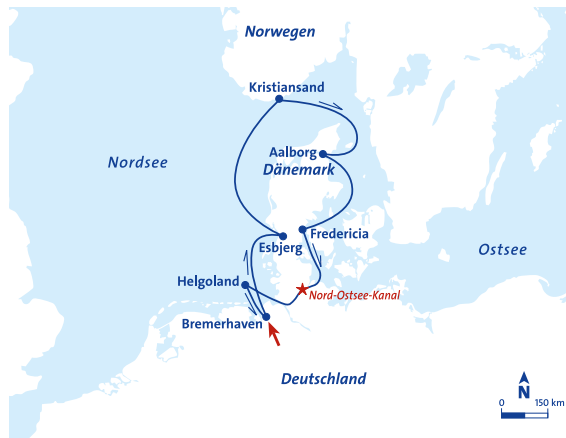 Norwegen
Kristiansand
Nordsee
Aalborg
Dänemark
Fredericia
Esbjerg
Ostsee
Helgoland
Nord-Ostsee-Kanal
Bremerhaven
Deutschland
N
0 150 km